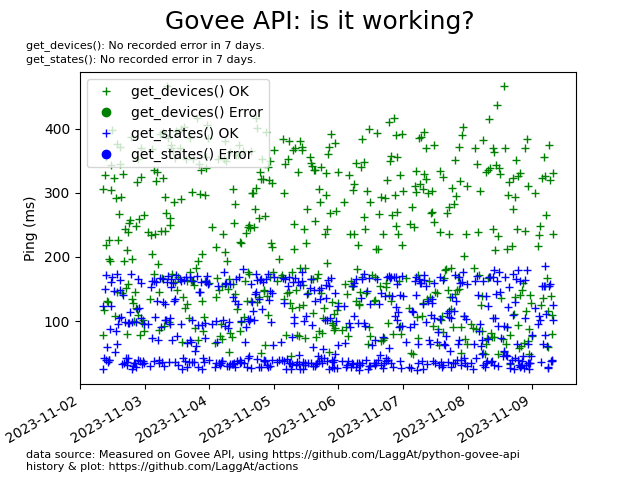 Govee API: is it working?
get_devices(): No recorded error in 7 days.
get_states(): No recorded error in 7 days.
get_devices() OK
get_devices() Error
get_states() OK
get_states() Error
Ping (ms)
400
300
200
100
2023-11-02
2023-11-03
2023-11-04
2023-11-05
2023-11-06
2023-11-07
2023-11-08
2023-11-09
data source: Measured on Govee API, using https://github.com/LaggAt/python-govee-api
history & plot: https://github.com/LaggAt/actions